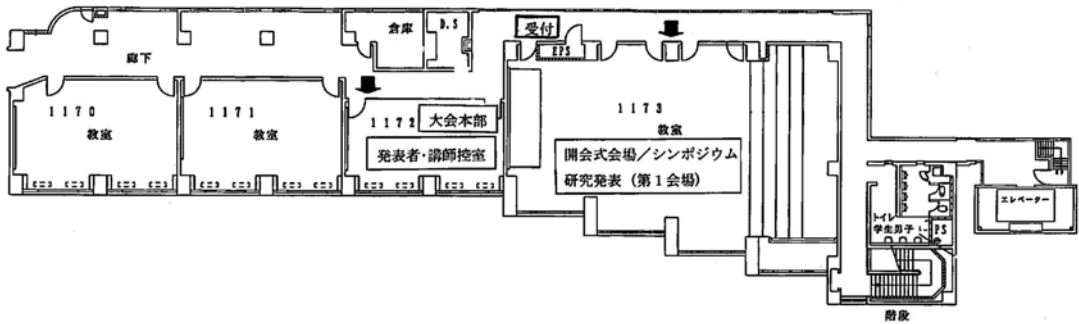 受付
倉庫
D.S
EPS
廊下
1170
教室
1171
教室
1172
大会本部
発表者・講師控室
1173
教室
開会式会場／シンポジウム
研究発表（第１会場）
エレベーター
トイレ
学生男子
PS
階段